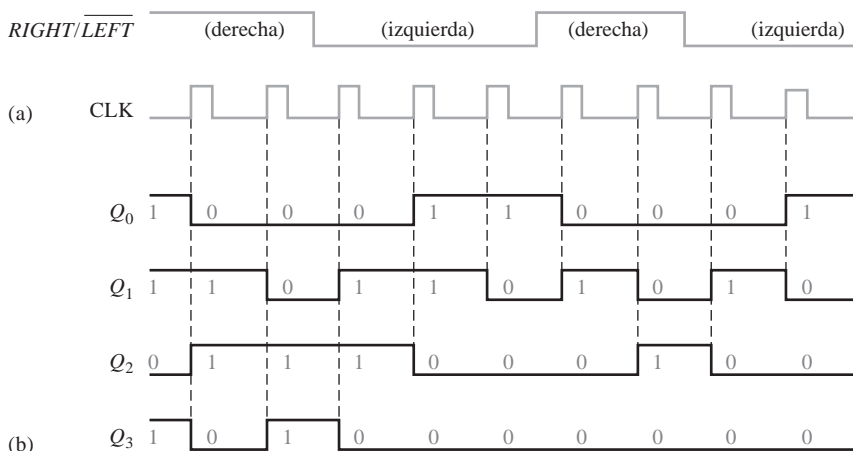 RIGHT/LEFT (derecha) (izquierda) (derecha) (izquierda)
(a) CLK
Q0 1 0 0 0 1 1 0 0 0 1
Q1 1 1 0 1 1 0 1 0 1 0
Q2 0 1 1 1 0 0 0 1 0 0
(b) Q3 1 0 1 0 0 0 0 0 0 0